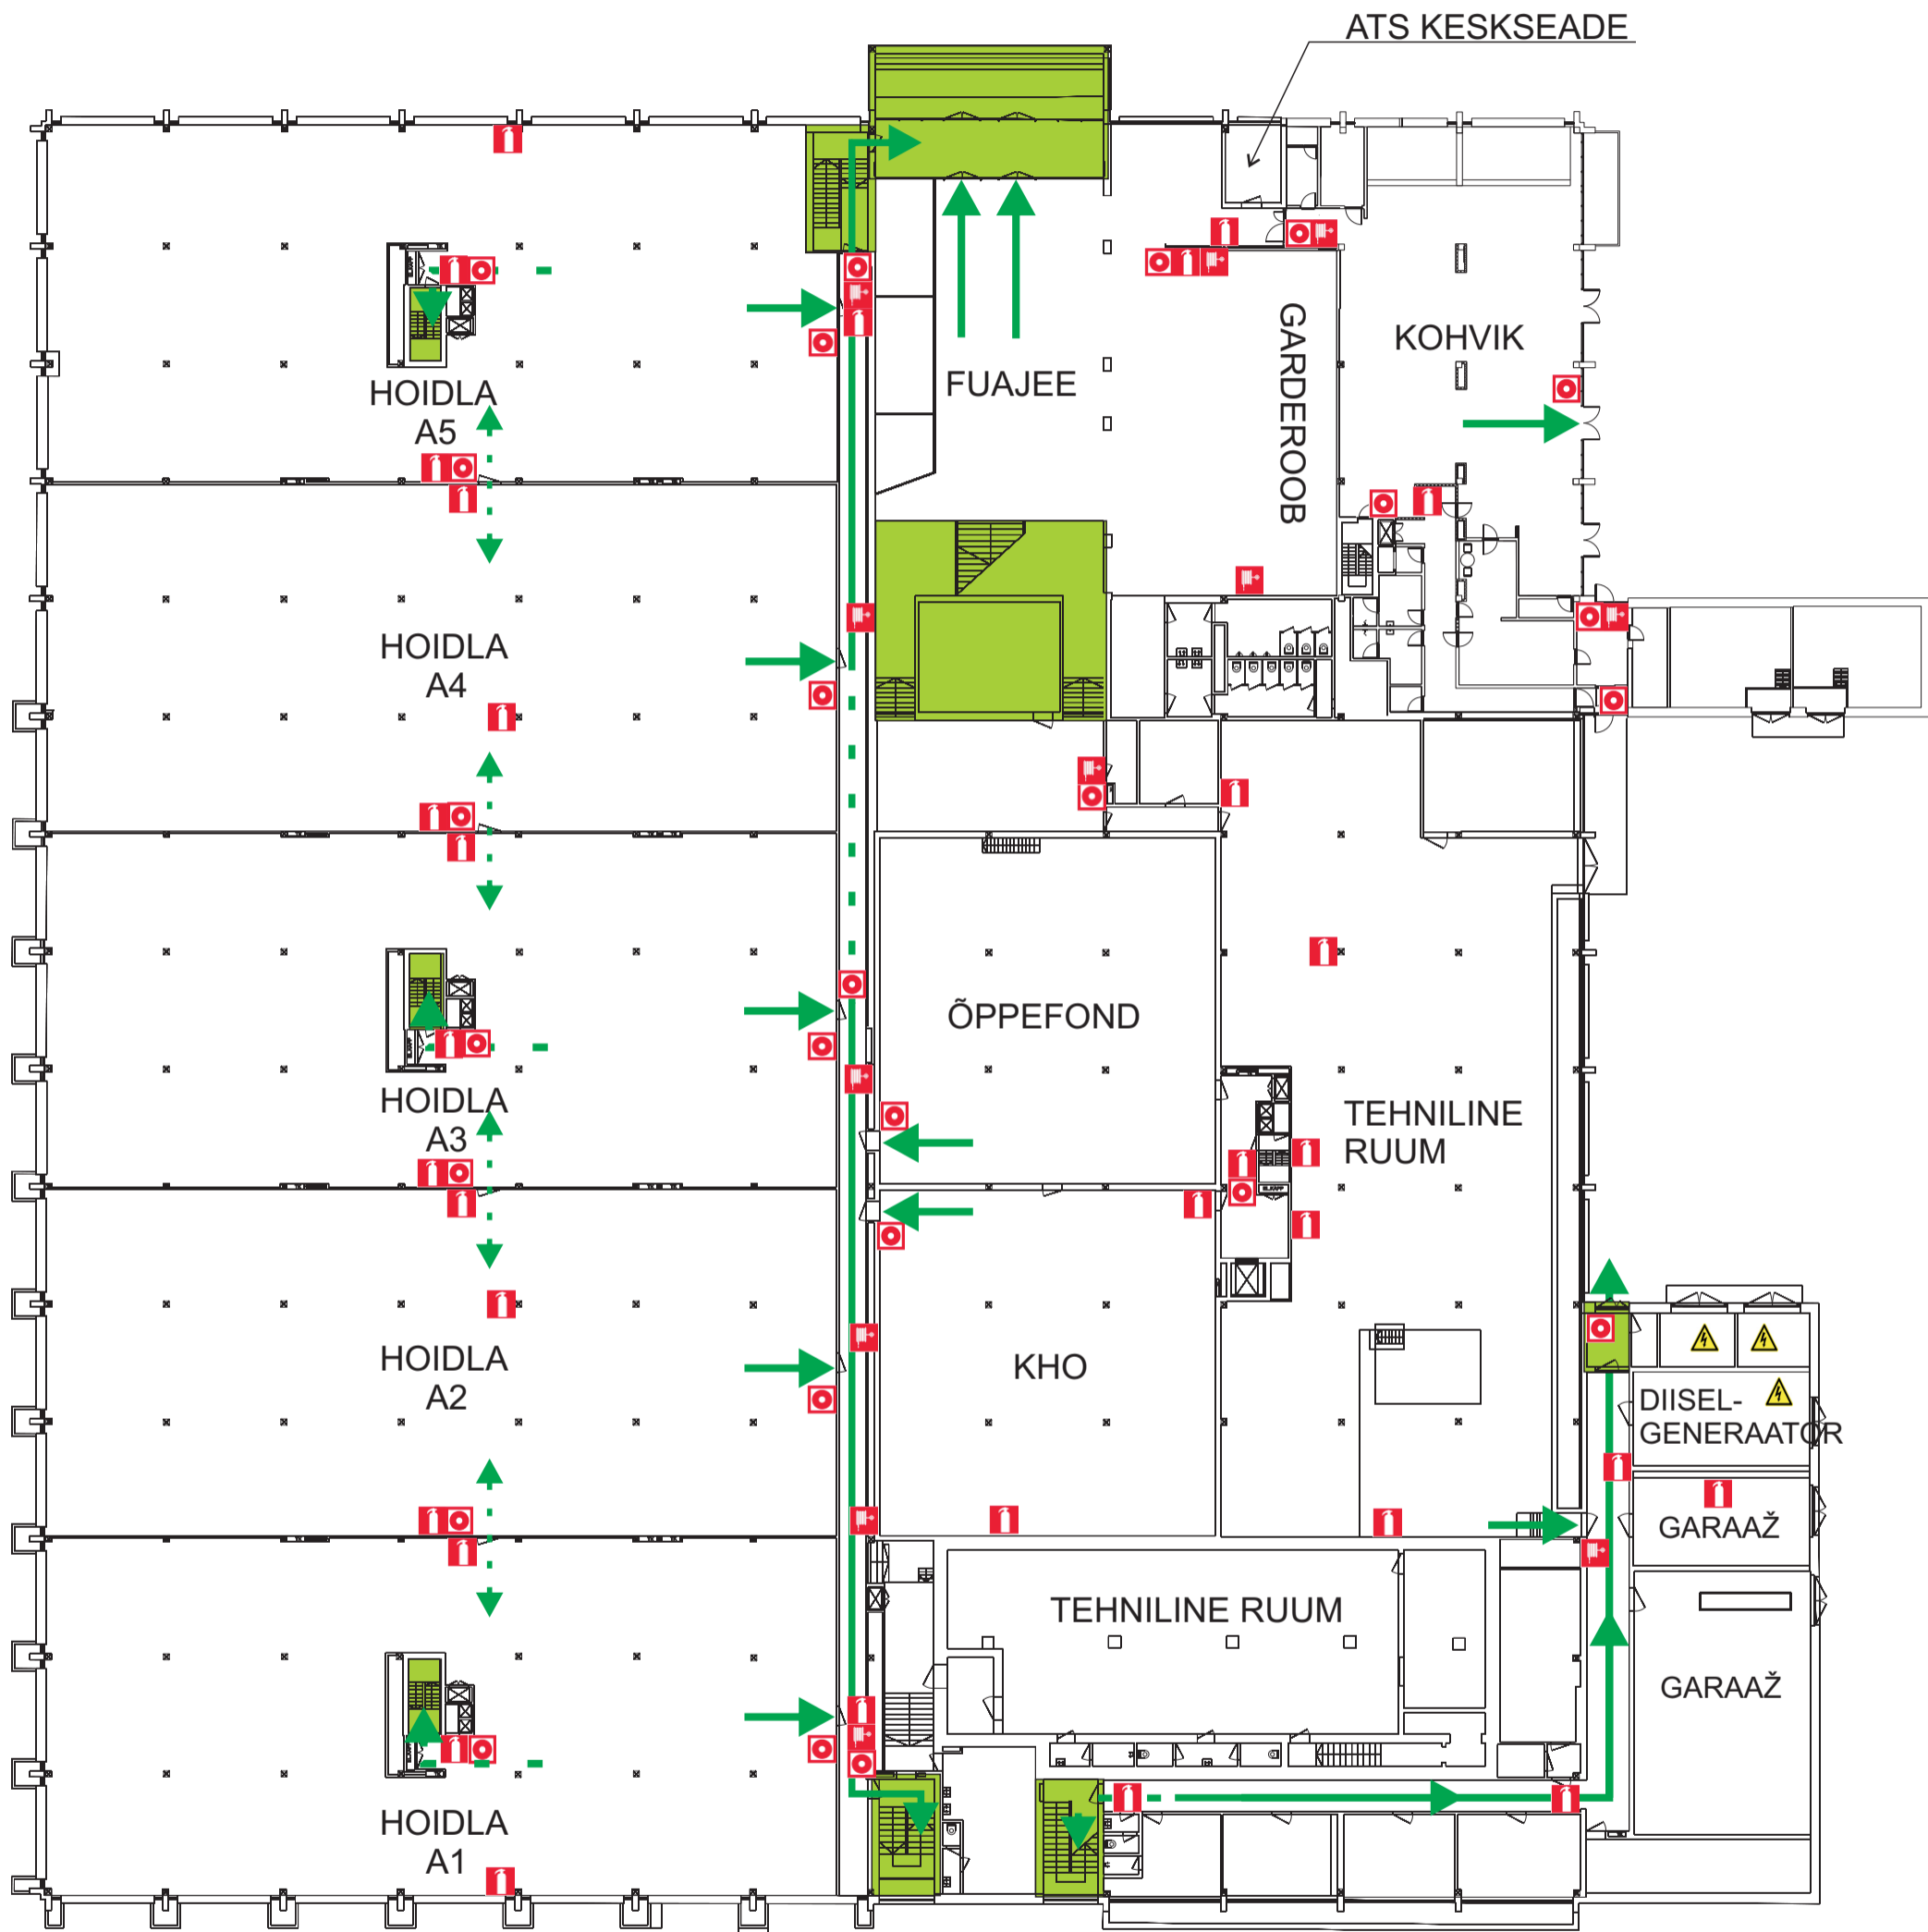 ATS KESKSEADE
HOIDLA
A5
FUAJEE
GARDEROOB
KOHVIK
HOIDLA
A4
ÕPPEFOND
HOIDLA
A3
TEHNILINE
RUUM
HOIDLA
A2
KHO
DIISEL-
GENERAATOR
GARAAŽ
TEHNILINE RUUM
GARAAŽ
HOIDLA
A1